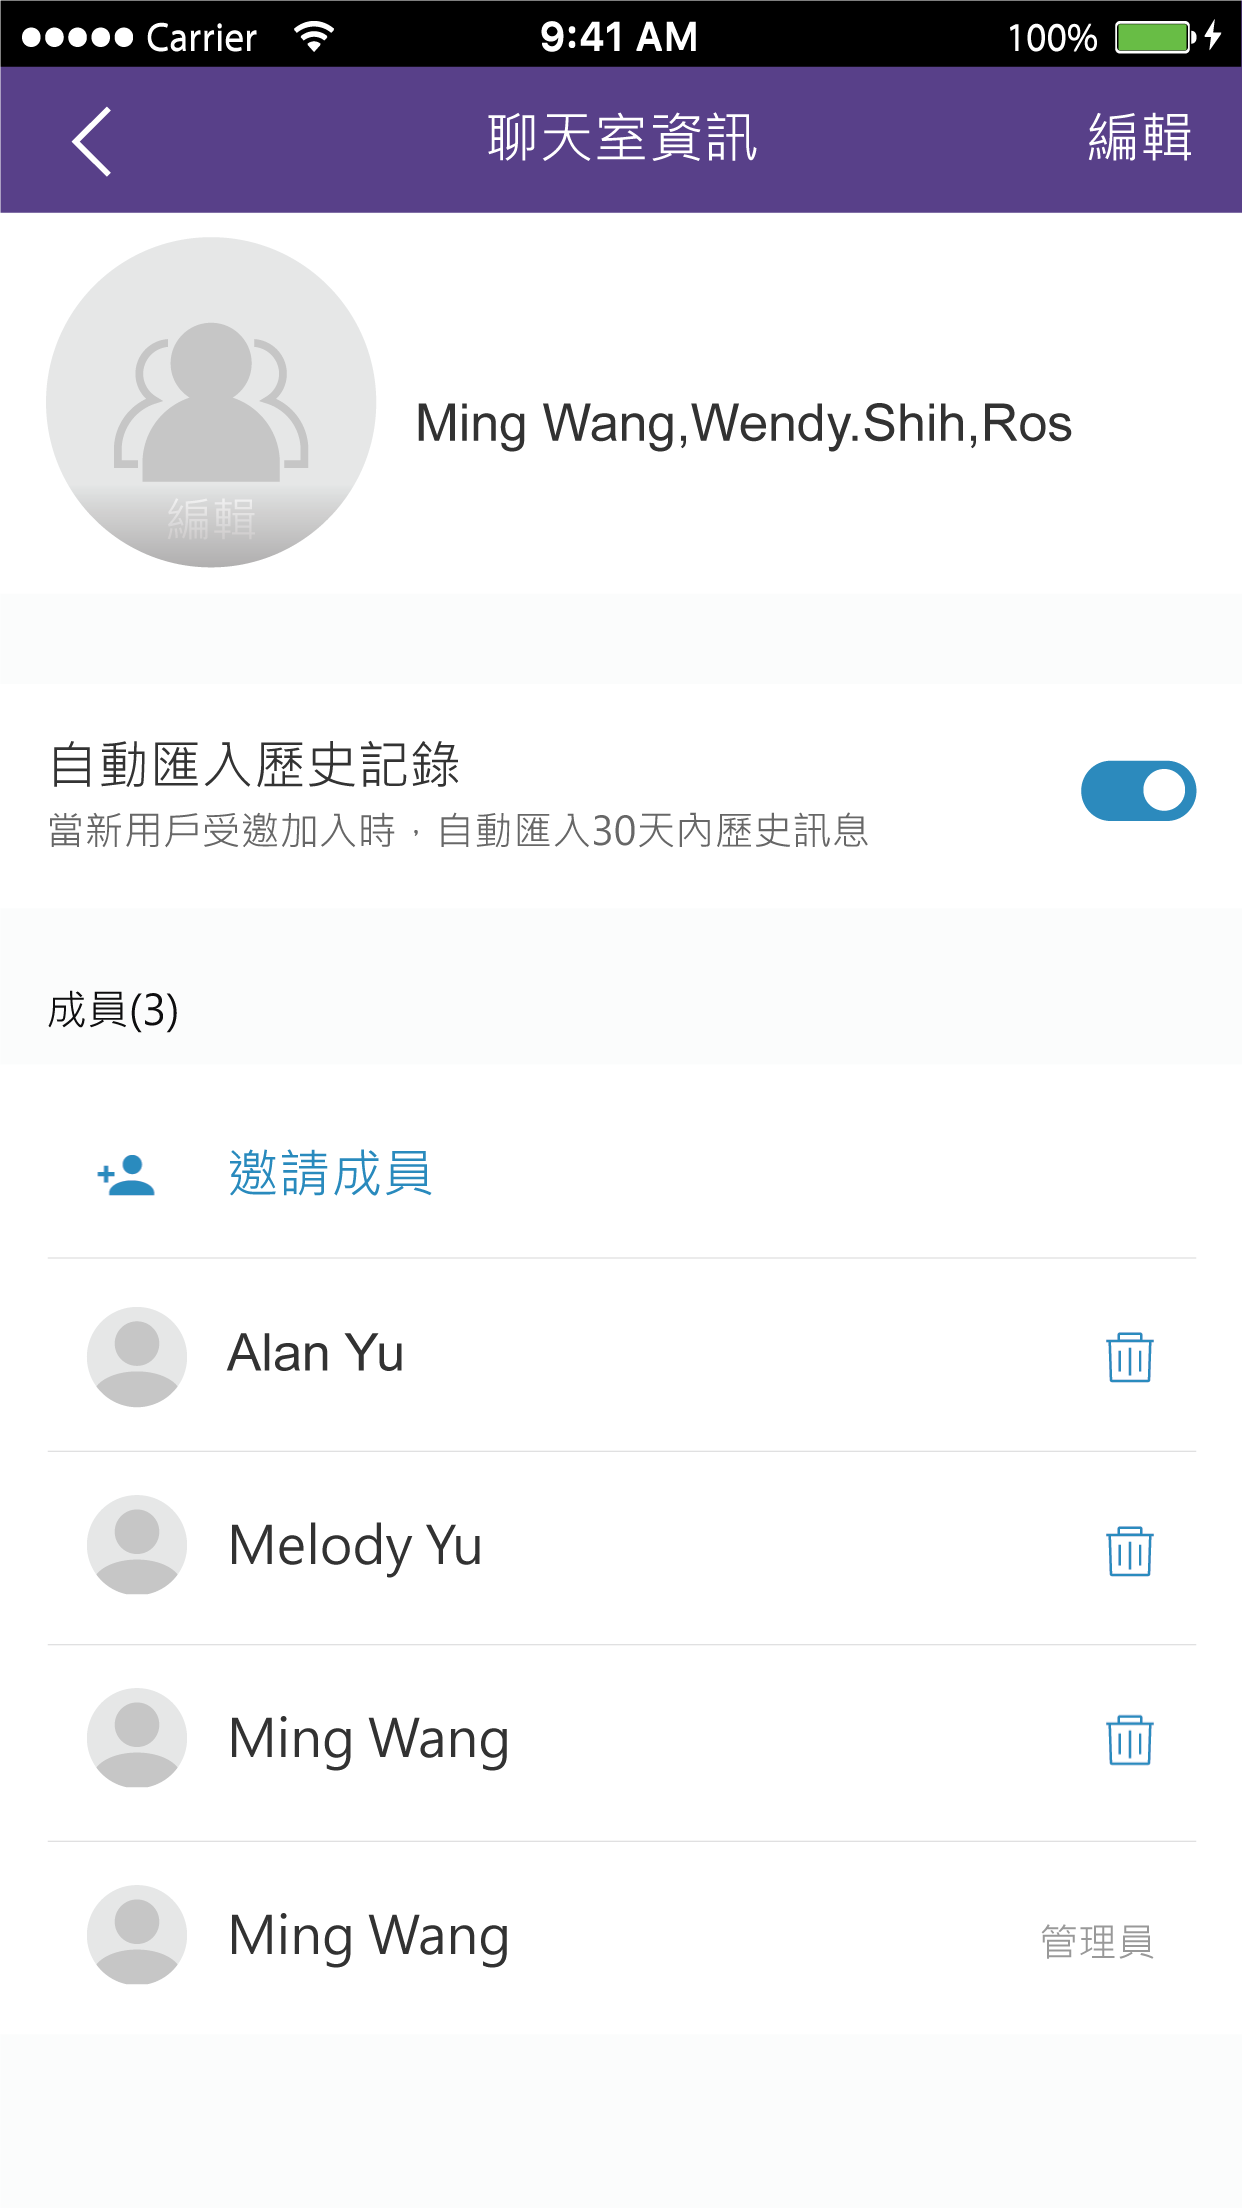 Carrier 9:41 AM 100%
聊天室資訊 編輯
Ming Wang,Wendy.Shih,Ros
編輯
自動匯入歷史記錄
當新用戶受邀加入時，自動匯入30天內歷史訊息
成員(3)
邀請成員
Alan Yu
Melody Yu
Ming Wang
Ming Wang 管理員